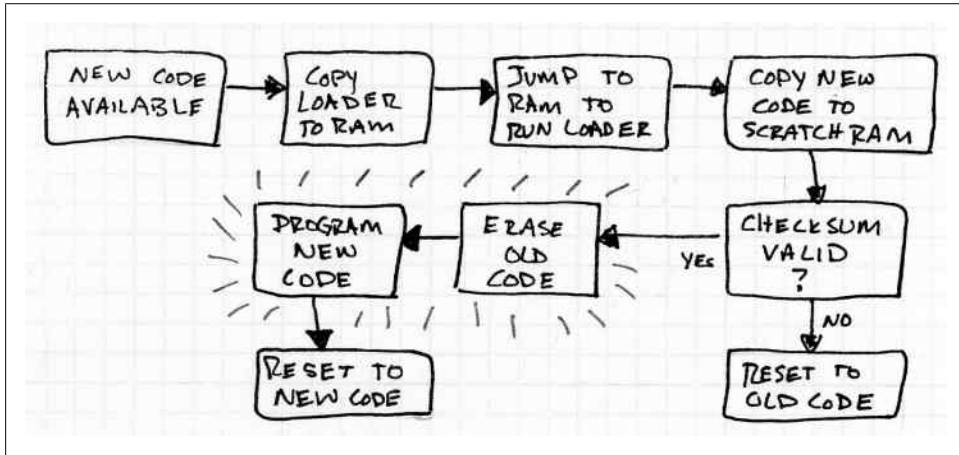 NEW CODE
AVAILABLE
COPY
LOADER
TO RAM
JUMP TO
RAM TO
RUN LOADER
COPY NEW
CODE TO
SCRATCH RAM
CHECKSUM
VALID
?
YES
ERASE
OLD
CODE
PROGRAM
NEW
CODE
RESET TO
NEW CODE
NO
RESET TO
OLD CODE